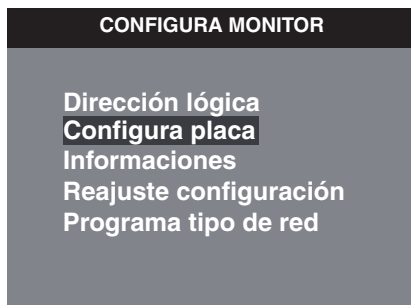 CONFIGURA MONITOR
Dirección lógica
Configura placa
Informaciones
Reajuste configuración
Programa tipo de red